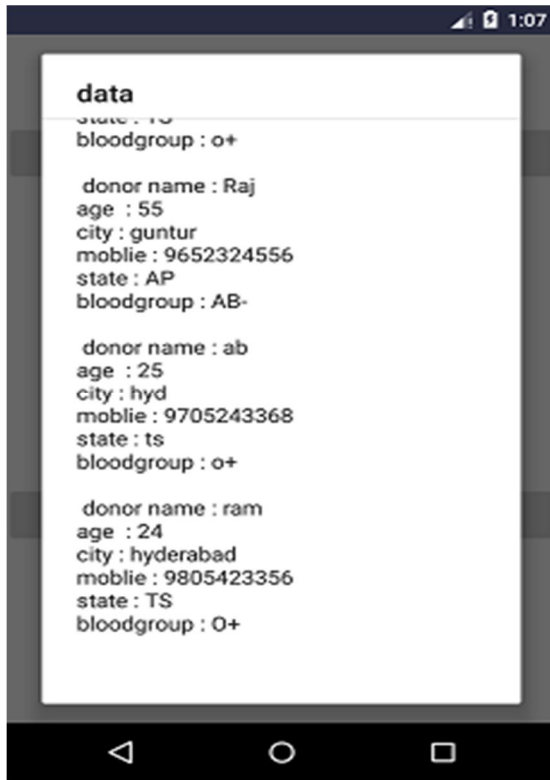 1:07
data
state : TS
bloodgroup : o+
donor name : Raj
age : 55
city : guntur
moblie : 9652324556
state : AP
bloodgroup : AB-
donor name : ab
age : 25
city : hyd
moblie : 9705243368
state : ts
bloodgroup : o+
donor name : ram
age : 24
city : hyderabad
moblie : 9805423356
state : TS
bloodgroup : O+